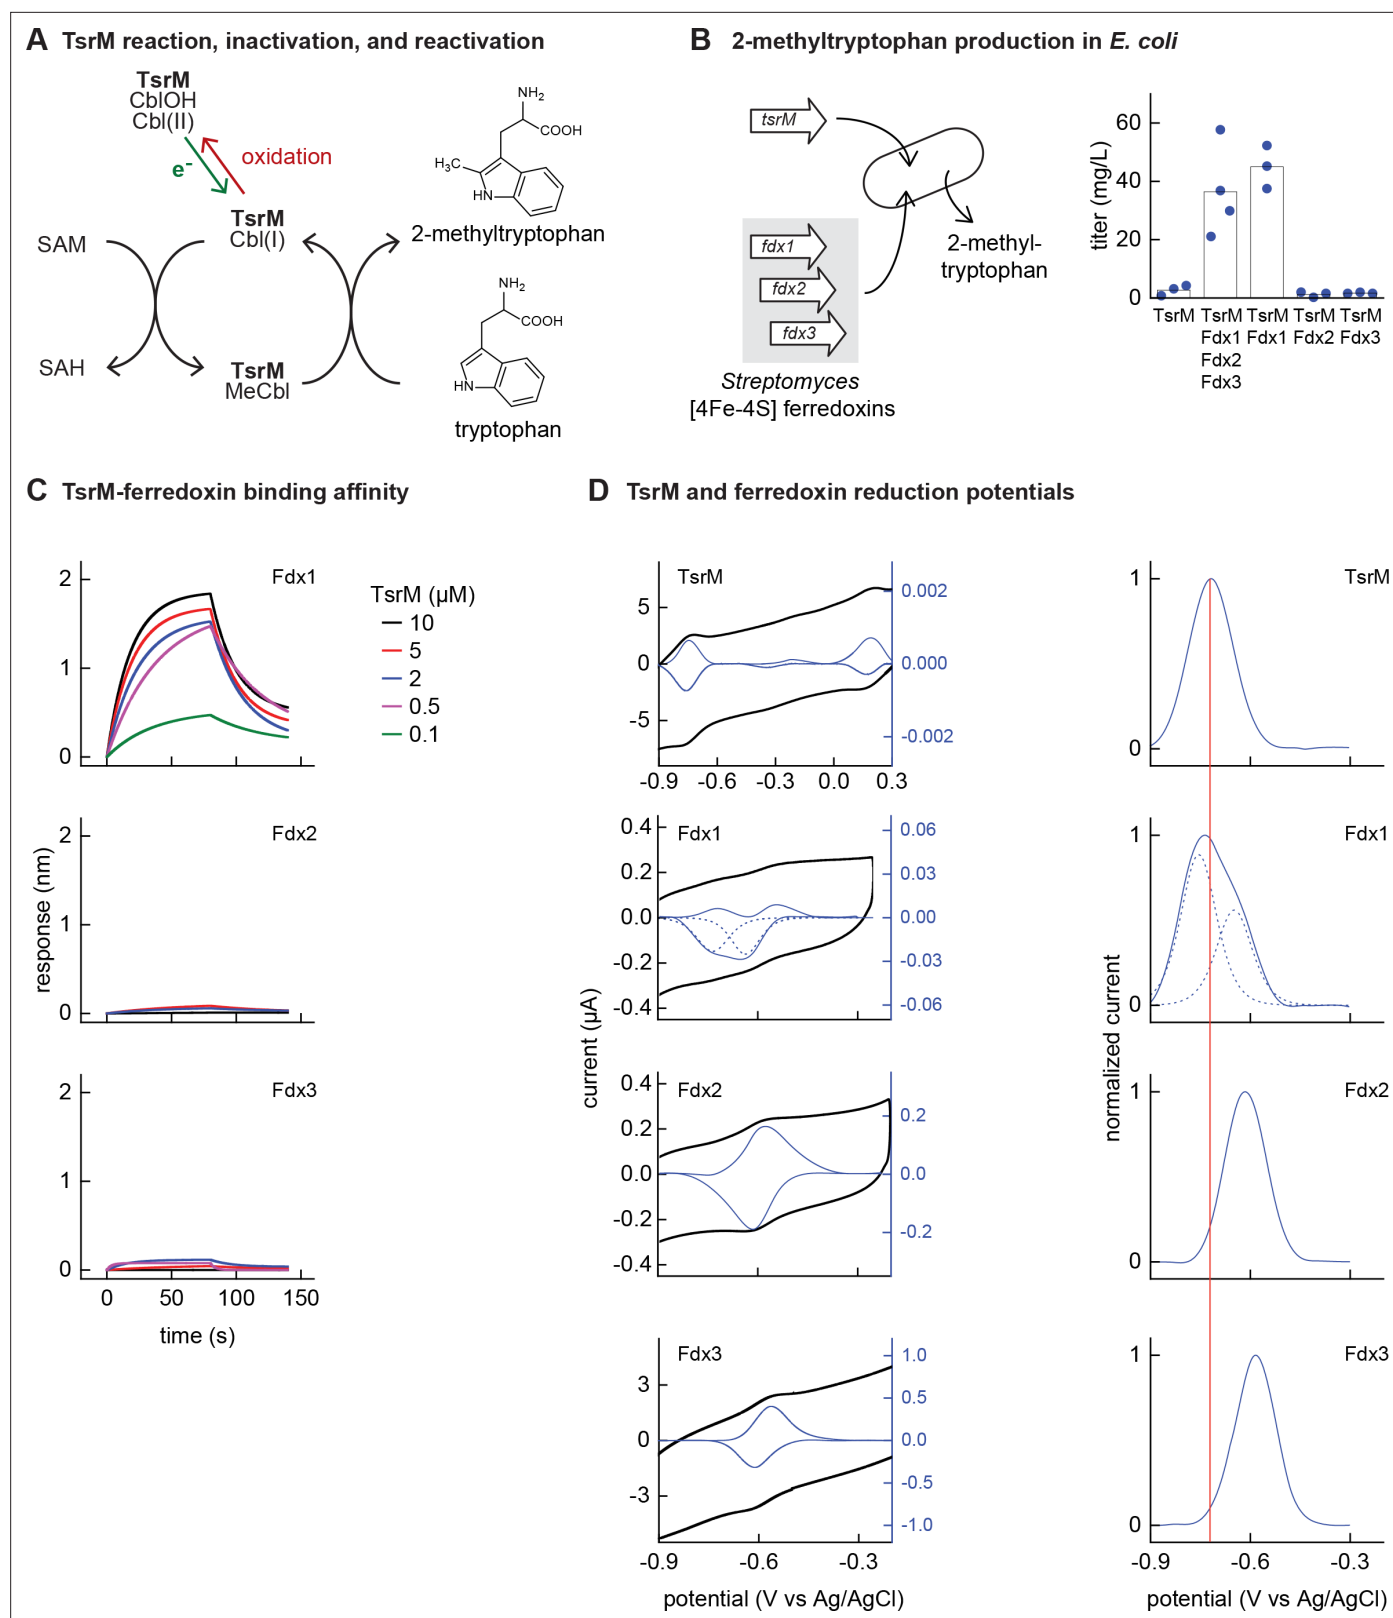 A TsrM reaction, inactivation, and reactivation
TsrM
CblOH
Cbl(II)
e⁻
oxidation
TsrM
Cbl(I)
SAM
SAH
TsrM
MeCbl
NH₂
COOH
H₃C
HN
2-methyltryptophan
NH₂
COOH
HN
tryptophan
B 2-methyltryptophan production in E. coli
tsrM
fdx1
fdx2
fdx3
Streptomyces
[4Fe-4S] ferredoxins
2-methyl-
tryptophan
titer (mg/L)
60
40
20
0
TsrM TsrM TsrM TsrM TsrM
Fdx1 Fdx1 Fdx2 Fdx3
Fdx2
Fdx3
C TsrM-ferredoxin binding affinity
Fdx1
2
1
0
TsrM (µM)
10
5
2
0.5
0.1
Fdx2
2
1
0
response (nm)
Fdx3
2
1
0
0 50 100 150
time (s)
D TsrM and ferredoxin reduction potentials
TsrM
5
0
-5
0.002
0.000
-0.002
-0.9 -0.6 -0.3 0.0 0.3
Fdx1
0.4
0.2
0.0
-0.2
-0.4
0.06
0.03
0.00
-0.03
-0.06
current (µA)
Fdx2
0.4
0.2
0.0
-0.2
-0.4
0.2
0.0
-0.2
Fdx3
3
0
-3
1.0
0.5
0.0
-0.5
-1.0
-0.9 -0.6 -0.3
potential (V vs Ag/AgCl)
TsrM
1
0
Fdx1
1
0
normalized current
Fdx2
1
0
Fdx3
1
0
-0.9 -0.6 -0.3
potential (V vs Ag/AgCl)